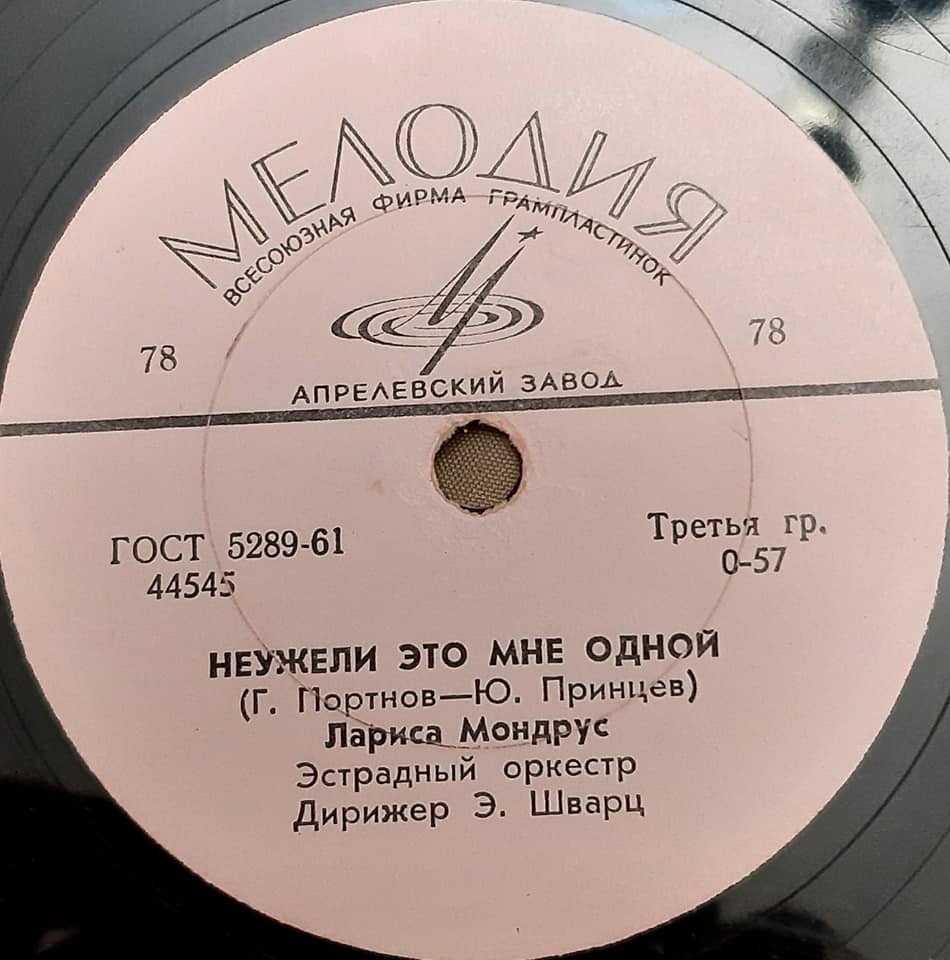 МЕЛОДИЯ
ВСЕСОЮЗНАЯ ФИРМА ГРАМПЛАСТИНОК
78
78
АПРЕЛЕВСКИЙ ЗАВОД
ГОСТ 5289-61
Третья гр.
44545
0-57
НЕУЖЕЛИ ЭТО МНЕ ОДНОЙ
(Г. Портнов—Ю. Принцев)
Лариса Мондрус
Эстрадный оркестр
Дирижер Э. Шварц